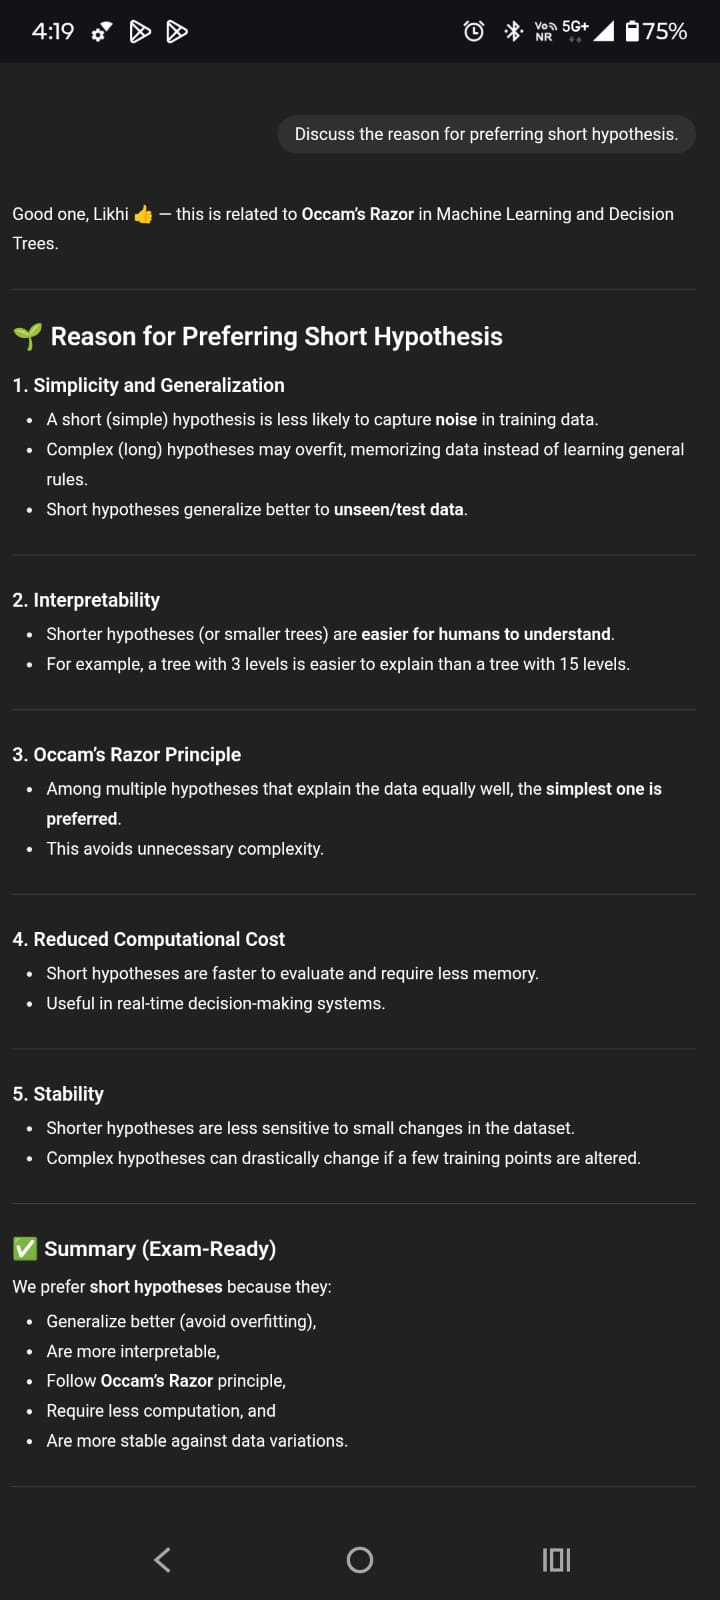 4:19
Vo NR 5G+ 75%
Discuss the reason for preferring short hypothesis.
Good one, Likhi 👍 — this is related to Occam’s Razor in Machine Learning and Decision
Trees.
🌱 Reason for Preferring Short Hypothesis
1. Simplicity and Generalization
• A short (simple) hypothesis is less likely to capture noise in training data.
• Complex (long) hypotheses may overfit, memorizing data instead of learning general
rules.
• Short hypotheses generalize better to unseen/test data.
2. Interpretability
• Shorter hypotheses (or smaller trees) are easier for humans to understand.
• For example, a tree with 3 levels is easier to explain than a tree with 15 levels.
3. Occam’s Razor Principle
• Among multiple hypotheses that explain the data equally well, the simplest one is
preferred.
• This avoids unnecessary complexity.
4. Reduced Computational Cost
• Short hypotheses are faster to evaluate and require less memory.
• Useful in real-time decision-making systems.
5. Stability
• Shorter hypotheses are less sensitive to small changes in the dataset.
• Complex hypotheses can drastically change if a few training points are altered.
✅ Summary (Exam-Ready)
We prefer short hypotheses because they:
• Generalize better (avoid overfitting),
• Are more interpretable,
• Follow Occam’s Razor principle,
• Require less computation, and
• Are more stable against data variations.